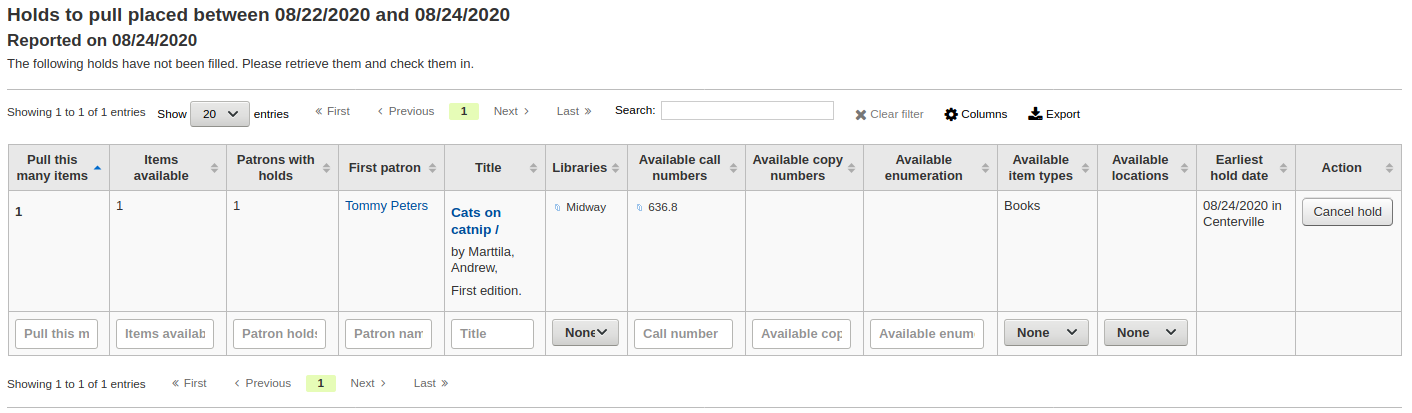 Holds to pull placed between 08/22/2020 and 08/24/2020
Reported on 08/24/2020
The following holds have not been filled. Please retrieve them and check them in.
Showing 1 to 1 of 1 entries Show 20 entries First Previous 1 Next Last Search: Clear filter Columns Export
Pull this many items Items available Patrons with holds First patron Title Libraries Available call numbers Available copy numbers Available enumeration Available item types Available locations Earliest hold date Action
1 1 1 Tommy Peters Cats on catnip / Midway 636.8 Books 08/24/2020 in Centerville Cancel hold
by Marttila, Andrew,
First edition.
Pull this m Items availab Patron holds Patron nam Title None Call number Available cop Available enume None None
Showing 1 to 1 of 1 entries First Previous 1 Next Last